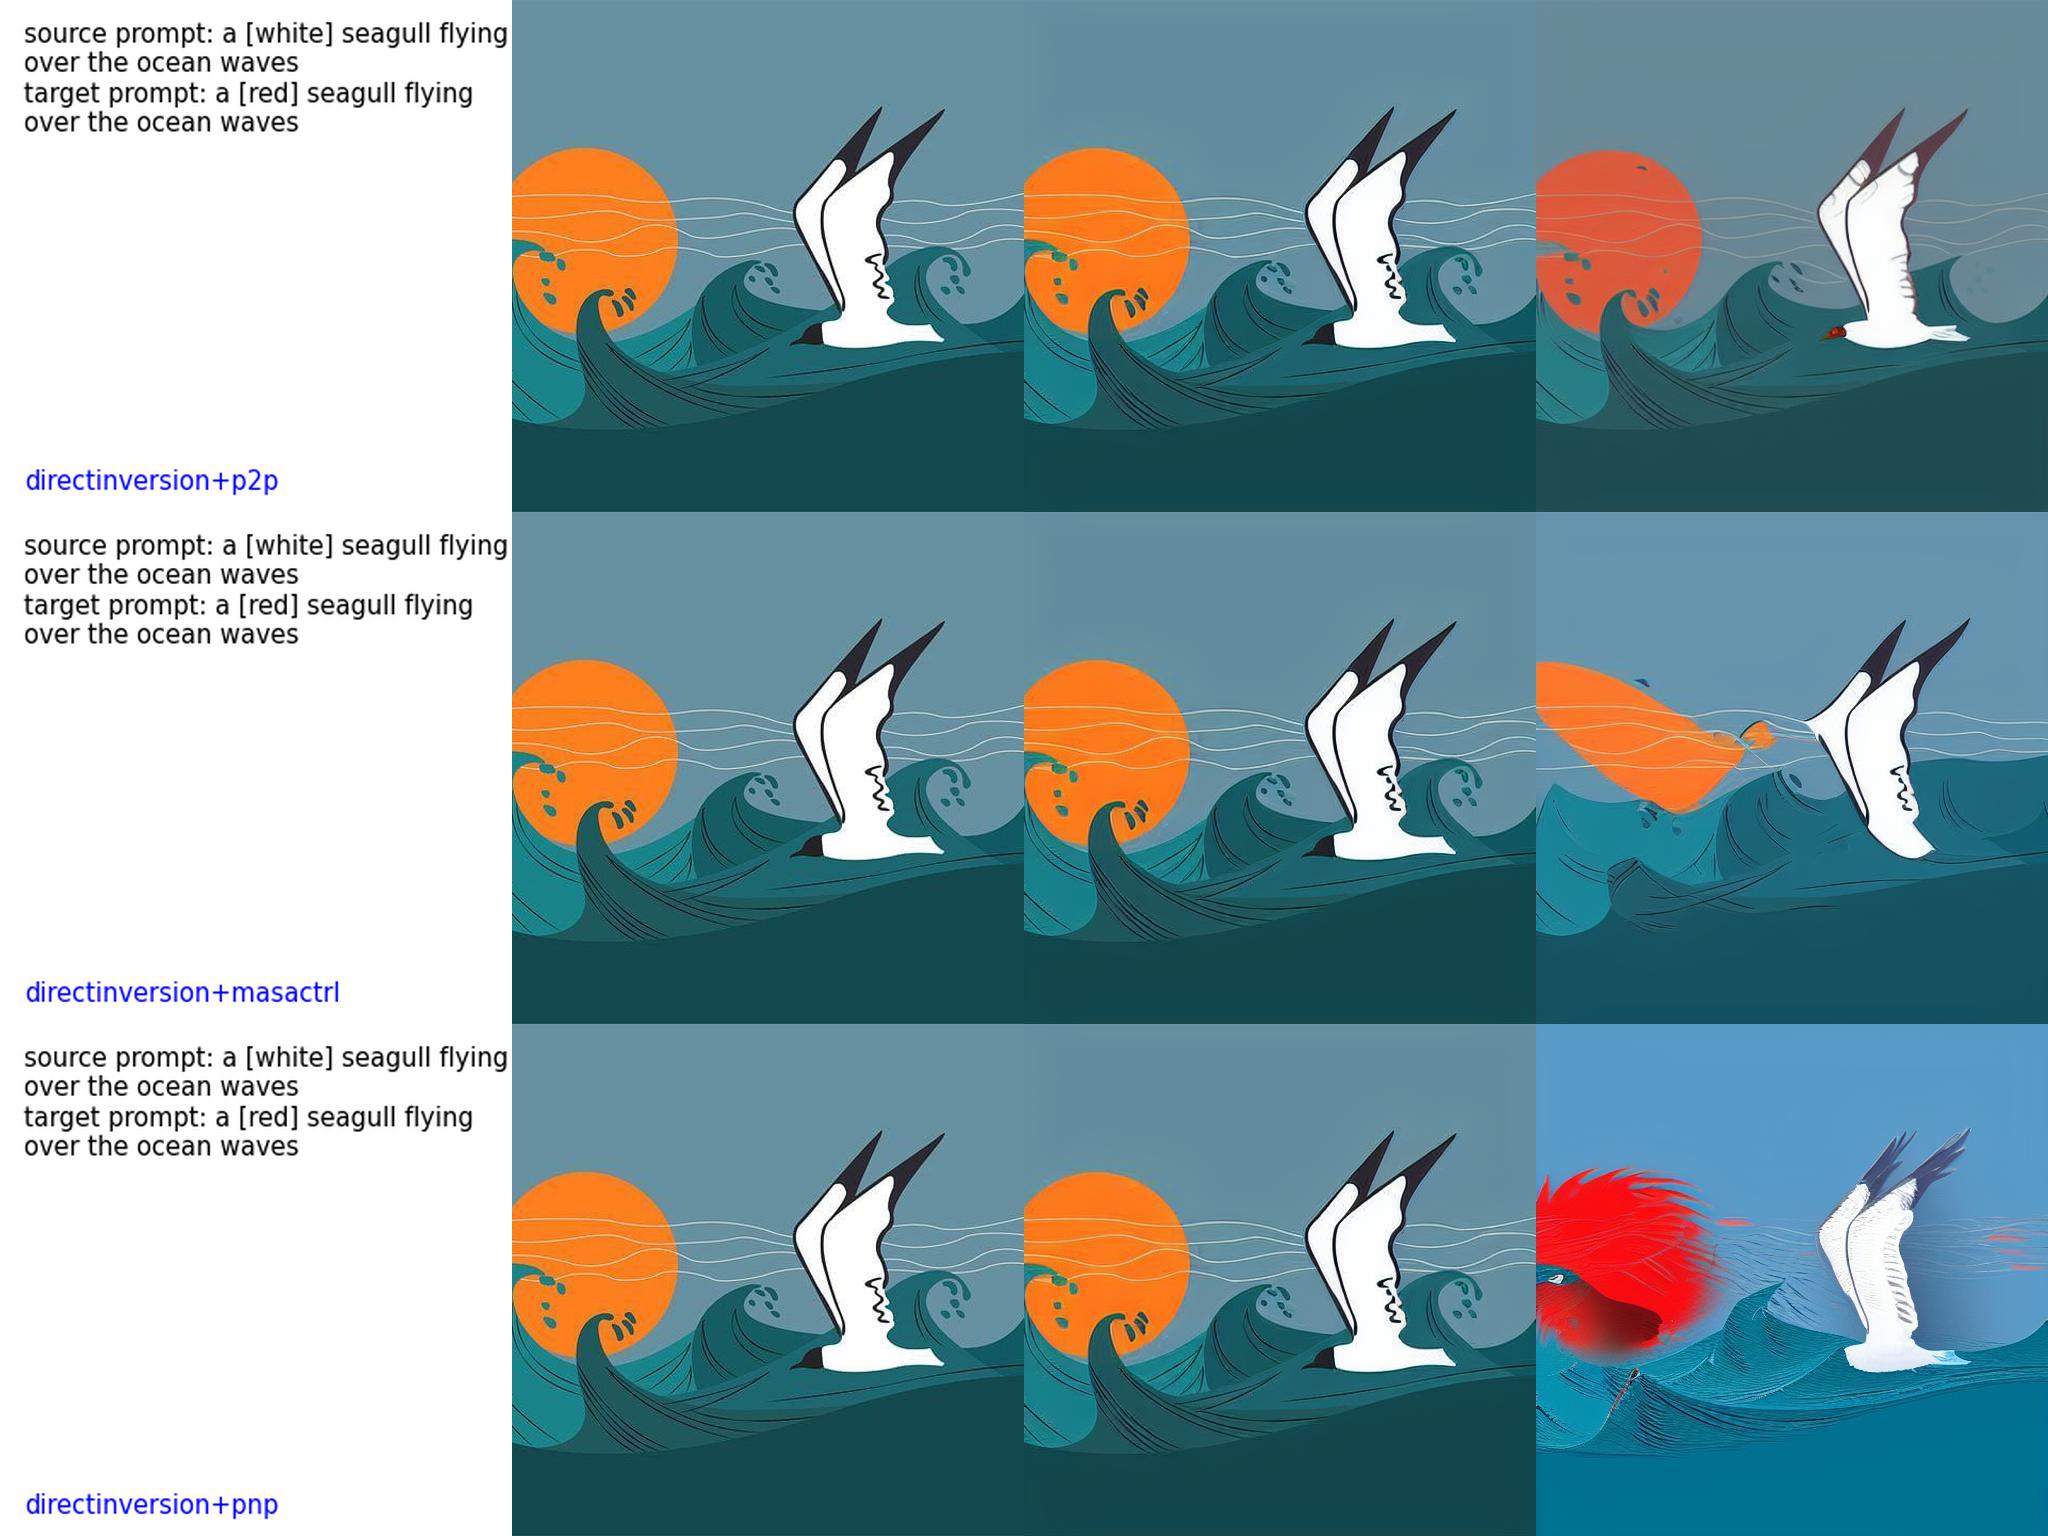 source prompt: a [white] seagull flying
over the ocean waves
target prompt: a [red] seagull flying
over the ocean waves
directinversion+p2p
source prompt: a [white] seagull flying
over the ocean waves
target prompt: a [red] seagull flying
over the ocean waves
directinversion+masactrl
source prompt: a [white] seagull flying
over the ocean waves
target prompt: a [red] seagull flying
over the ocean waves
directinversion+pnp